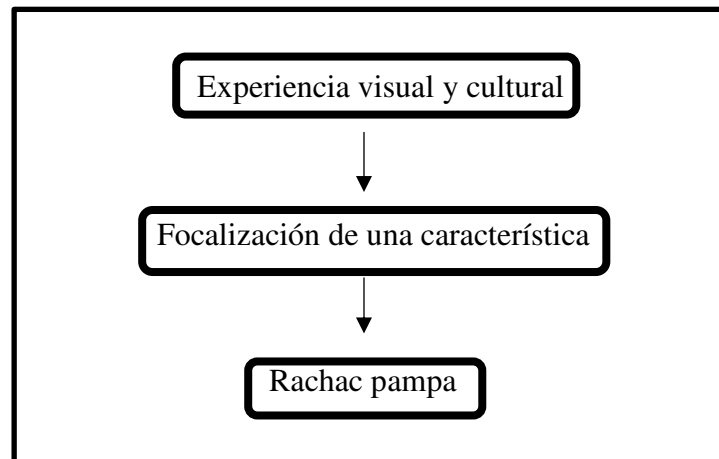 Experiencia visual y cultural
Focalización de una característica
Rachac pampa